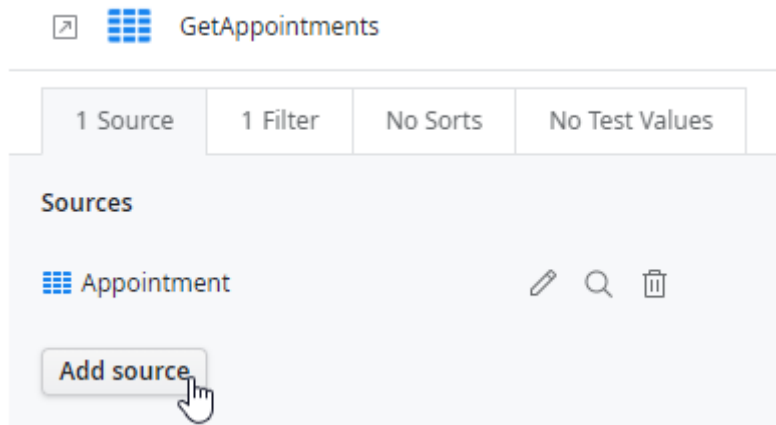 GetAppointments
1 Source 1 Filter No Sorts No Test Values
Sources
Appointment
Add source